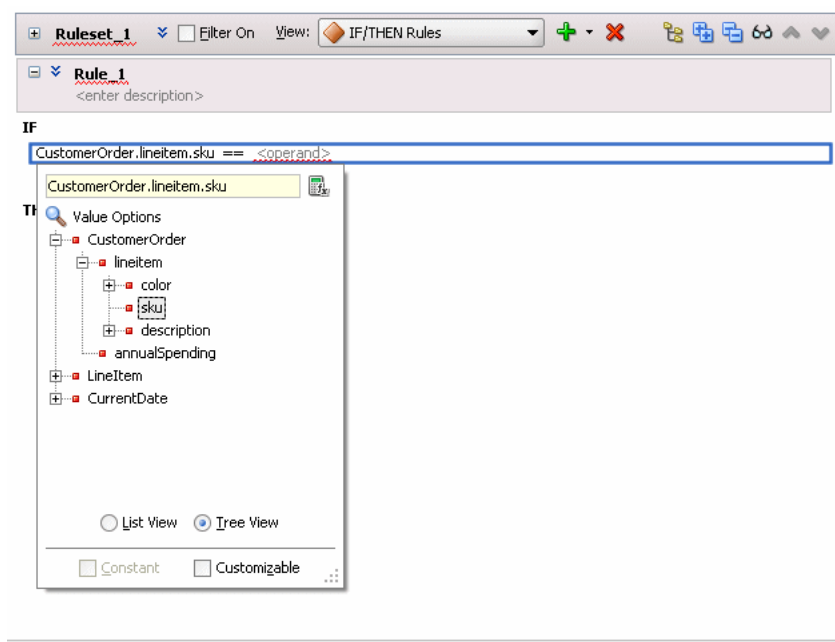 Ruleset_1 Filter On View: IF/THEN Rules
Rule_1
<enter description>
IF
CustomerOrder.lineitem.sku == <operand>
CustomerOrder.lineitem.sku
TH
Value Options
CustomerOrder
lineitem
color
sku
description
annualSpending
LineItem
CurrentDate
List View Tree View
Constant Customizable